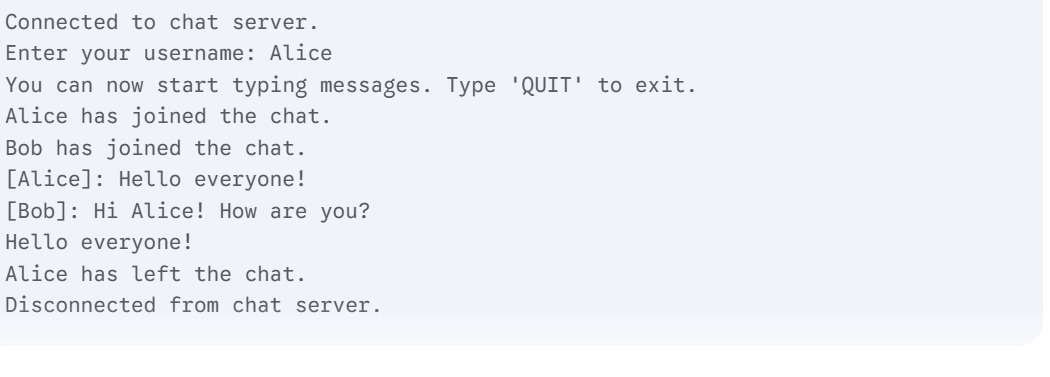 Connected to chat server.
Enter your username: Alice
You can now start typing messages. Type 'QUIT' to exit.
Alice has joined the chat.
Bob has joined the chat.
[Alice]: Hello everyone!
[Bob]: Hi Alice! How are you?
Hello everyone!
Alice has left the chat.
Disconnected from chat server.